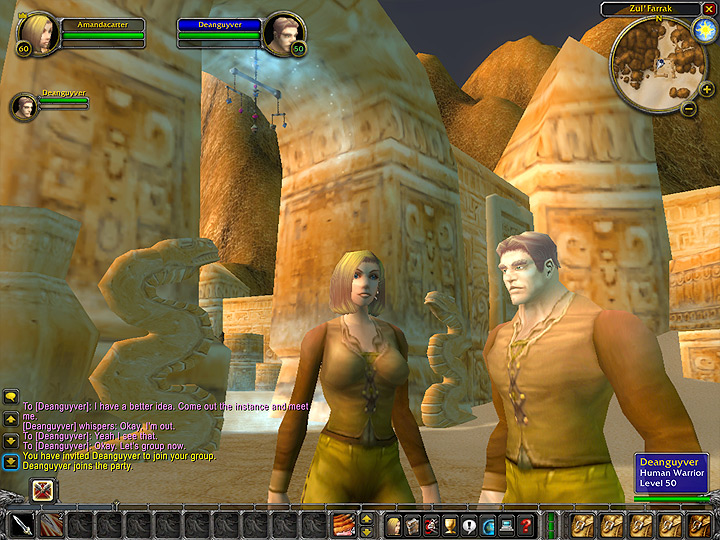 Amandacarter
60
Deanguyver
50
Zul'Farrak
N
Deanguyver
To [Deanguyver]: I have a better idea. Come out the instance and meet
me.
[Deanguyver] whispers: Okay. I'm out.
To [Deanguyver]: Yeah I see that.
To [Deanguyver]: Okay. Let's group now.
You have invited Deanguyver to join your group.
Deanguyver joins the party.
Deanguyver
Human Warrior
Level 50